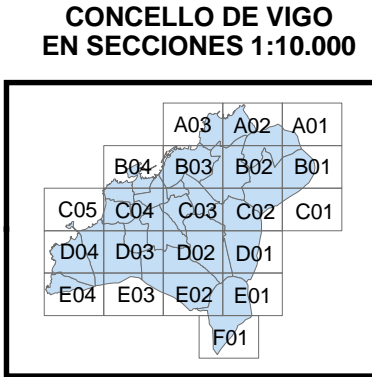 CONCELLO DE VIGO
EN SECCIONES 1:10.000
A03 A02 A01
B04 B03 B02 B01
C05 C04 C03 C02 C01
D04 D03 D02 D01
E04 E03 E02 E01
F01